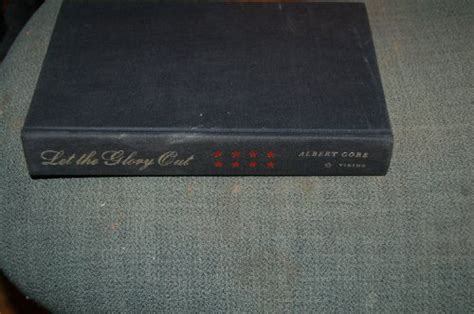 Let the Glory Out
ALBERT GORE
VIKING